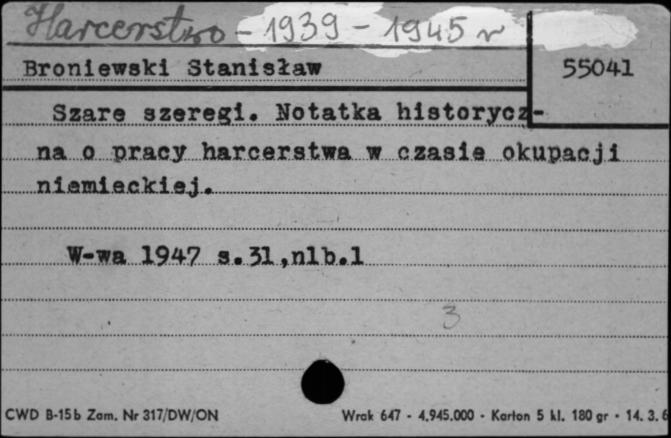 Harcerstwo - 1939 - 1945 r
Broniewski Stanisław
55041
Szare szeregi. Notatka historycz-
na o pracy harcerstwa w czasie okupacji
niemieckiej.
W-wa 1947 s.31,nlb.1
3
CWD B-15b Zam. Nr 317/DW/ON
Wrak 647 - 4.945.000 - Karton 5 kl. 180 gr - 14. 3. 6